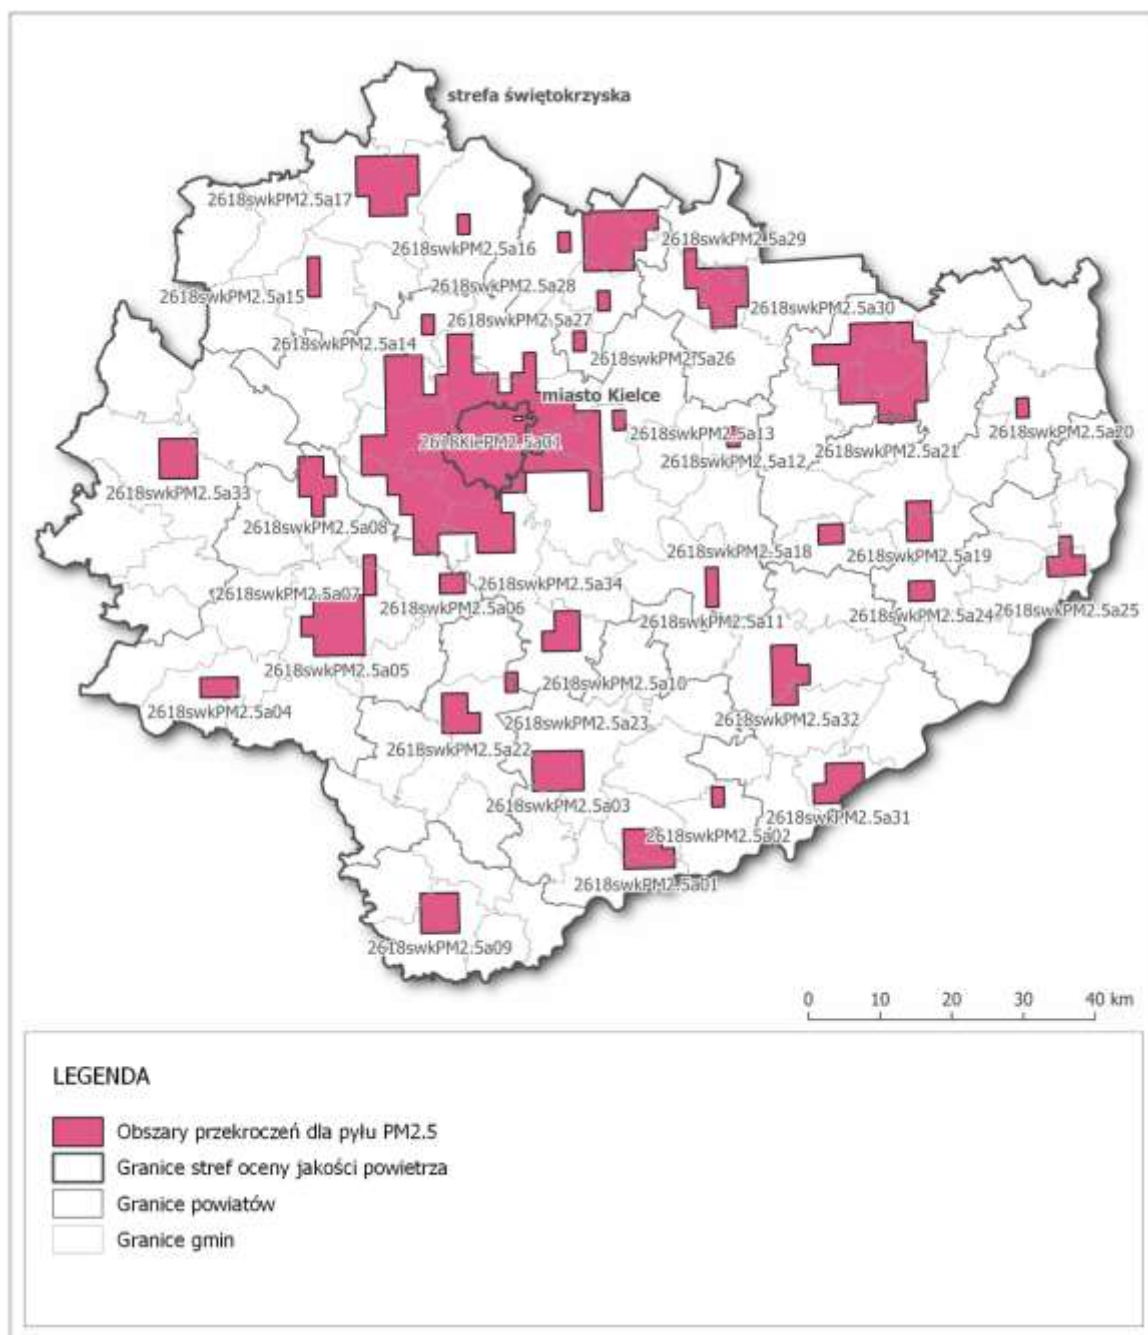 strefa świętokrzyska
2618swkPM2.5a17
2618swkPM2.5a16
2618swkPM2.5a29
2618swkPM2.5a15
2618swkPM2.5a28
2618swkPM2.5a30
2618swkPM2.5a27
2618swkPM2.5a14
2618swkPM2.5a26
miasto Kielce
2618swkPM2.5a13
2618swkPM2.5a20
2618KiePM2.5a01
2618swkPM2.5a12
2618swkPM2.5a21
2618swkPM2.5a33
2618swkPM2.5a08
2618swkPM2.5a18
2618swkPM2.5a19
2618swkPM2.5a34
2618swkPM2.5a07
2618swkPM2.5a06
2618swkPM2.5a11
2618swkPM2.5a24
2618swkPM2.5a25
2618swkPM2.5a05
2618swkPM2.5a10
2618swkPM2.5a04
2618swkPM2.5a23
2618swkPM2.5a32
2618swkPM2.5a22
2618swkPM2.5a03
2618swkPM2.5a31
2618swkPM2.5a02
2618swkPM2.5a01
2618swkPM2.5a09
0 10 20 30 40 km
LEGENDA
Obszary przekroczeń dla pyłu PM2.5
Granice stref oceny jakości powietrza
Granice powiatów
Granice gmin